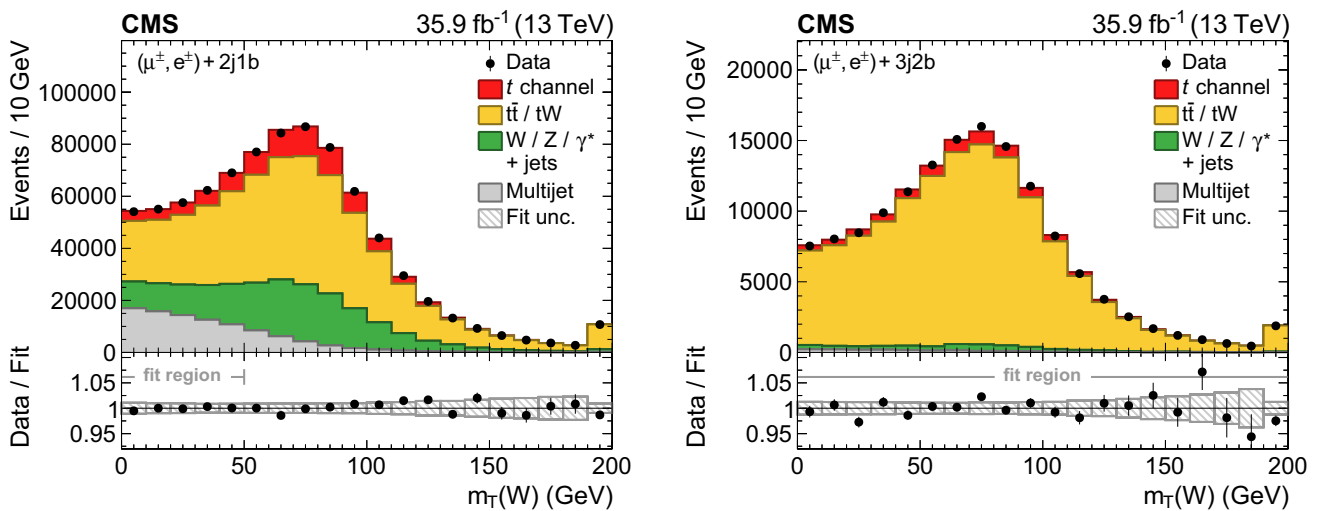 CMS 35.9 fb⁻¹ (13 TeV)
(μ±, e±) + 2j1b
Data
t channel
tt̄ / tW
W / Z / γ*
+ jets
Multijet
Fit unc.
Events / 10 GeV
100000
80000
60000
40000
20000
0
Data / Fit
fit region
1.05
1
0.95
0 50 100 150 200
m_T(W) (GeV)
CMS 35.9 fb⁻¹ (13 TeV)
(μ±, e±) + 3j2b
Data
t channel
tt̄ / tW
W / Z / γ*
+ jets
Multijet
Fit unc.
Events / 10 GeV
20000
15000
10000
5000
0
Data / Fit
fit region
1.05
1
0.95
0 50 100 150 200
m_T(W) (GeV)